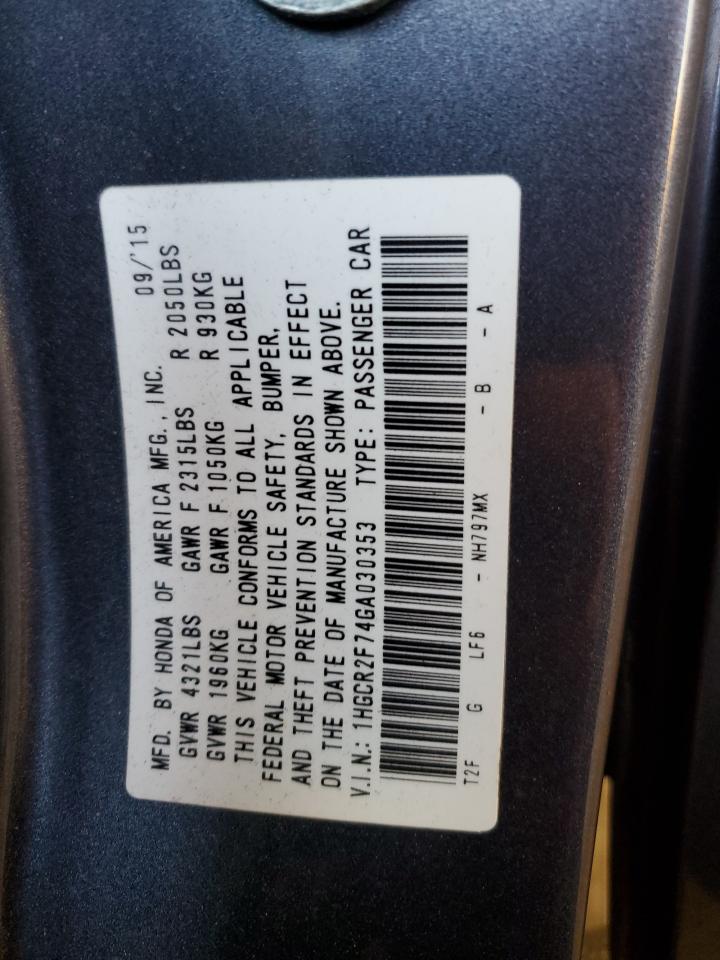 MFD. BY HONDA OF AMERICA MFG., INC. 09/'15
GVWR 4321LBS GAWR F 2315LBS R 2050LBS
GVWR 1960KG GAWR F 1050KG R 930KG
THIS VEHICLE CONFORMS TO ALL APPLICABLE
FEDERAL MOTOR VEHICLE SAFETY, BUMPER,
AND THEFT PREVENTION STANDARDS IN EFFECT
ON THE DATE OF MANUFACTURE SHOWN ABOVE.
V.I.N.: 1HGCR2F74GA030353 TYPE: PASSENGER CAR
T2F G LF6 - NH797MX - B - A